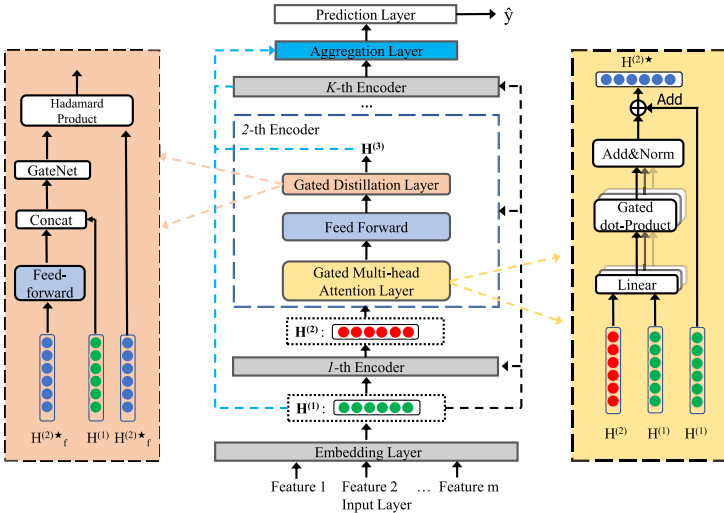 Prediction Layer
ŷ
Aggregation Layer
K-th Encoder
...
2-th Encoder
H(3)
Gated Distillation Layer
Feed Forward
Gated Multi-head
Attention Layer
H(2) :
1-th Encoder
H(1) :
Embedding Layer
Feature 1 Feature 2 ... Feature m
Input Layer
Hadamard
Product
GateNet
Concat
Feed-
forward
H(2)★f H(1) H(2)★f
H(2)★
Add
Add&Norm
Gated
dot-Product
Linear
H(2) H(1) H(1)